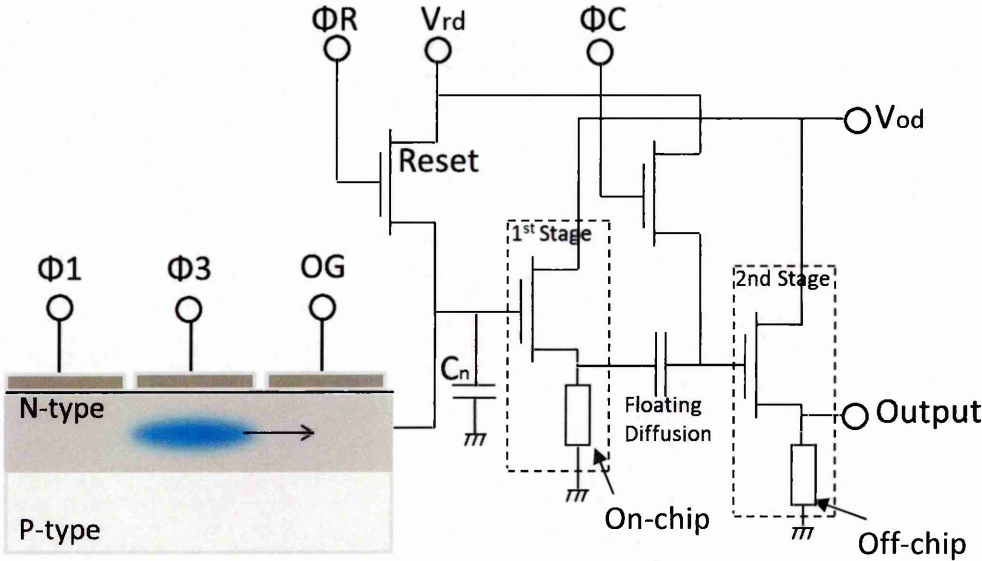 ΦR
Vrd
ΦC
Vod
Reset
1st Stage
Φ1
Φ3
OG
2nd Stage
Cn
N-type
Floating
Diffusion
Output
On-chip
P-type
Off-chip